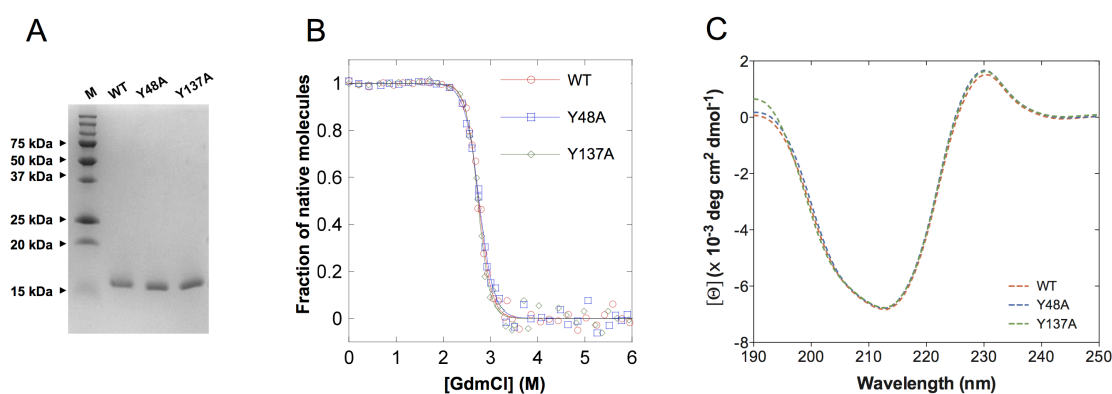 A
M WT Y48A Y137A
75 kDa
50 kDa
37 kDa
25 kDa
20 kDa
15 kDa
B
Fraction of native molecules
1
0.8
0.6
0.4
0.2
0
0 1 2 3 4 5 6
[GdmCl] (M)
WT
Y48A
Y137A
C
[Θ] (× 10⁻³ deg cm2 dmol-1)
2
0
-2
-4
-6
-8
190 200 210 220 230 240 250
Wavelength (nm)
WT
Y48A
Y137A